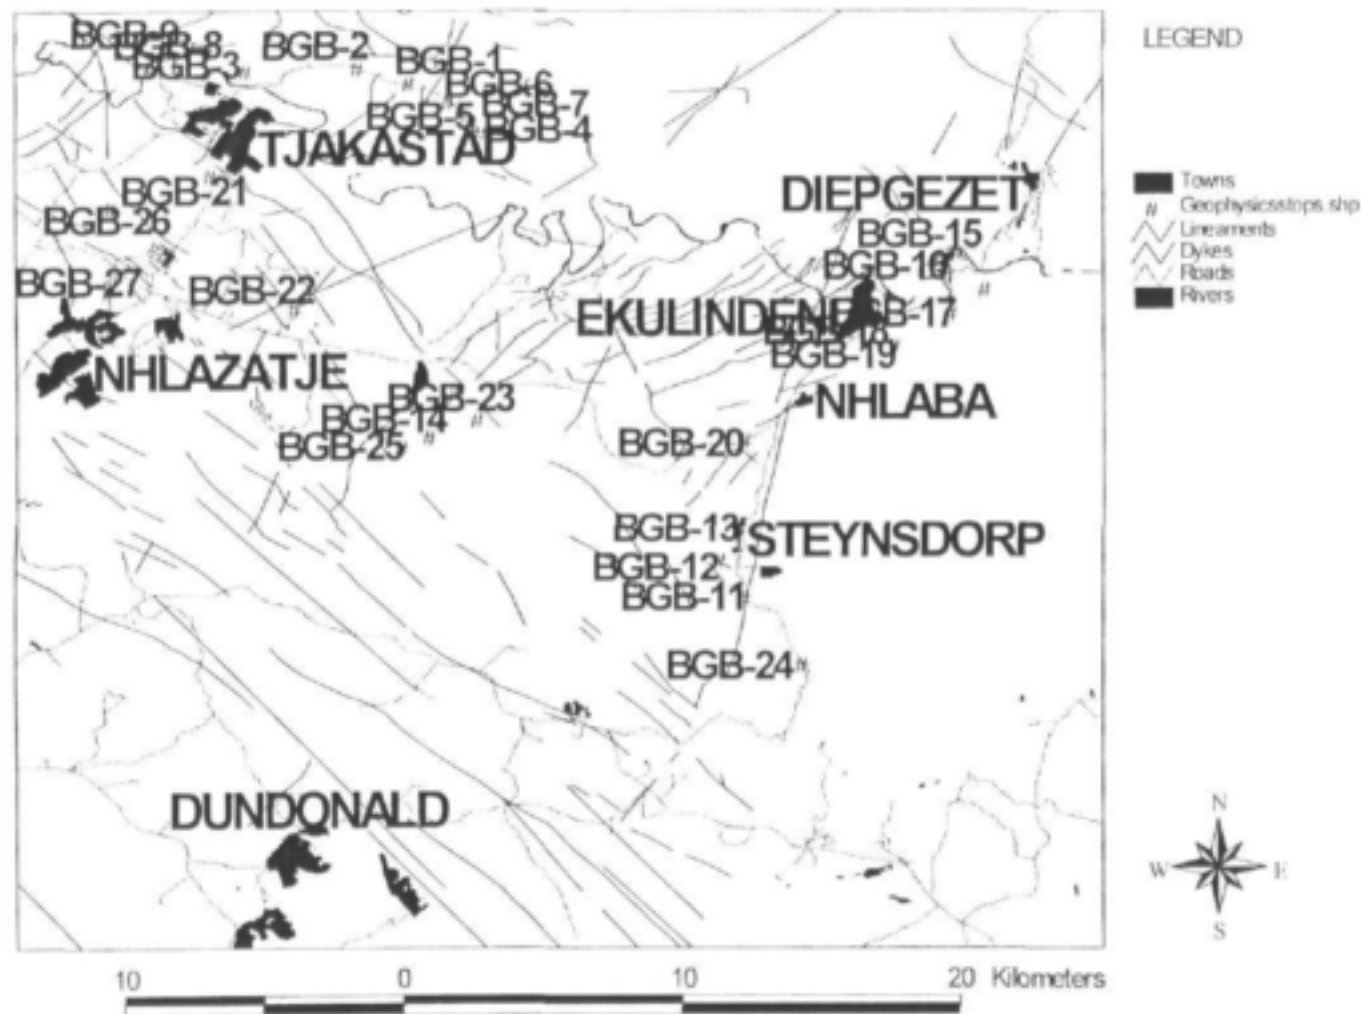 LEGEND
BGB-9
BGB-8
BGB-3
BGB-2
BGB-1
BGB-6
BGB-7
BGB-5
BGB-4
TJAKASTAD
BGB-21
BGB-26
BGB-27
BGB-22
DIEPGEZET
BGB-15
BGB-16
EKULINDENE
BGB-17
BGB-18
BGB-19
NHLAZATJE
BGB-23
BGB-14
BGB-25
NHLABA
BGB-20
BGB-13
STEYNSDORP
BGB-12
BGB-11
BGB-24
DUNDONALD
Towns
Geophysicsstops.shp
Lineaments
Dykes
Roads
Rivers
N
W E
S
10 0 10 20 Kilometers